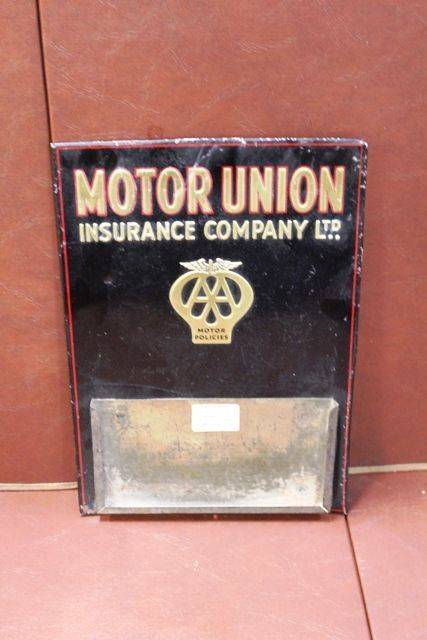 MOTOR UNION
INSURANCE COMPANY LTD.
AA
MOTOR
POLICIES